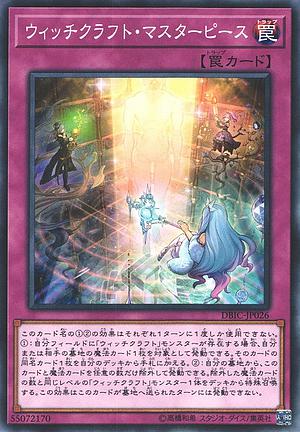 ウィッチクラフト・マスターピース
トラップ
罠
トラップ
【罠カード】
DBIC-JP026
このカード名の①②の効果はそれぞれ1ターンに1度しか使用できない。
①:自分フィールドに「ウィッチクラフト」モンスターが存在する場合、自分
または相手の墓地の魔法カード1枚を対象として発動できる。そのカードの
同名カード1枚を自分のデッキから手札に加える。②:自分の墓地から、この
カードと魔法カードを任意の数だけ除外して発動できる。除外した魔法カード
の数と同じレベルの「ウィッチクラフト」モンスター1体をデッキから特殊召
喚する。このカードが墓地へ送られたターンには発動できない。
55072170
©高橋和希 スタジオ・ダイス/集英社